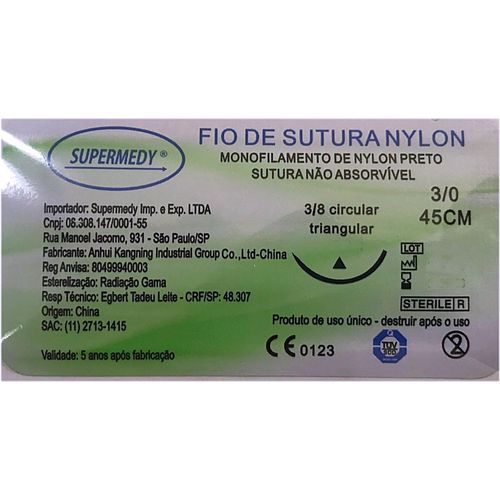 SUPERMEDY®
FIO DE SUTURA NYLON
MONOFILAMENTO DE NYLON PRETO
SUTURA NÃO ABSORVÍVEL
3/0
45CM
3/8 circular
triangular
Importador: Supermedy Imp. e Exp. LTDA
Cnpj: 08.308.147/0001-55
Rua Manoel Jacomo, 931 - São Paulo/SP
Fabricante: Anhui Kangning Industrial Group Co.,Ltd-China
Reg Anvisa: 80499940003
Esterelização: Radiação Gama
Resp Técnico: Egbert Tadeu Leite - CRF/SP: 48.307
Origem: China
SAC: (11) 2713-1415
Validade: 5 anos após fabricação
LOT
STERILE R
Produto de uso único - destruir após o uso
CE 0123
TÜV
2